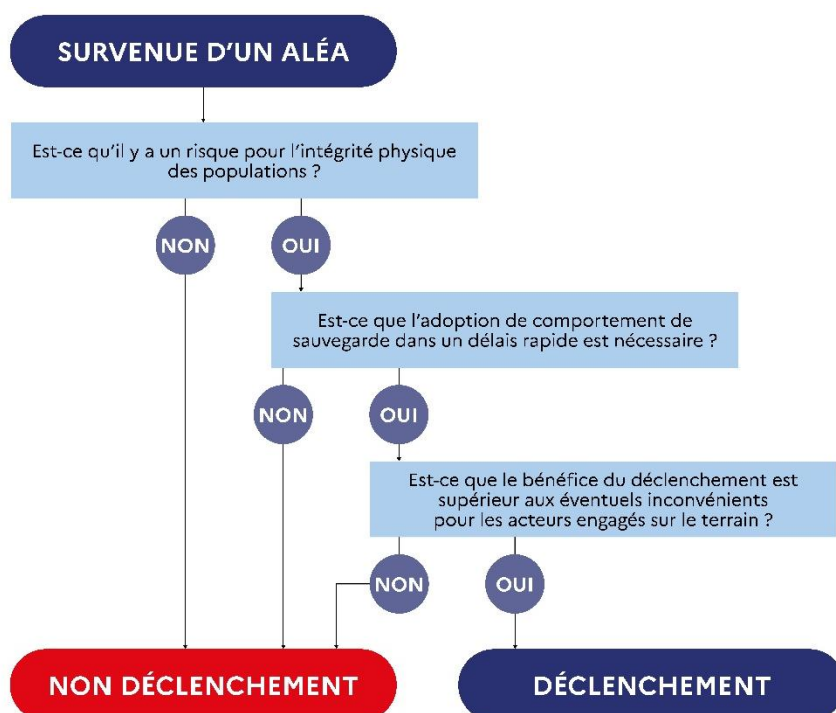 SURVENUE D'UN ALÉA
Est-ce qu'il y a un risque pour l'intégrité physique
des populations ?
NON
OUI
Est-ce que l'adoption de comportement de
sauvegarde dans un délais rapide est nécessaire ?
NON
OUI
Est-ce que le bénéfice du déclenchement est
supérieur aux éventuels inconvénients
pour les acteurs engagés sur le terrain ?
NON
OUI
NON DÉCLENCHEMENT
DÉCLENCHEMENT